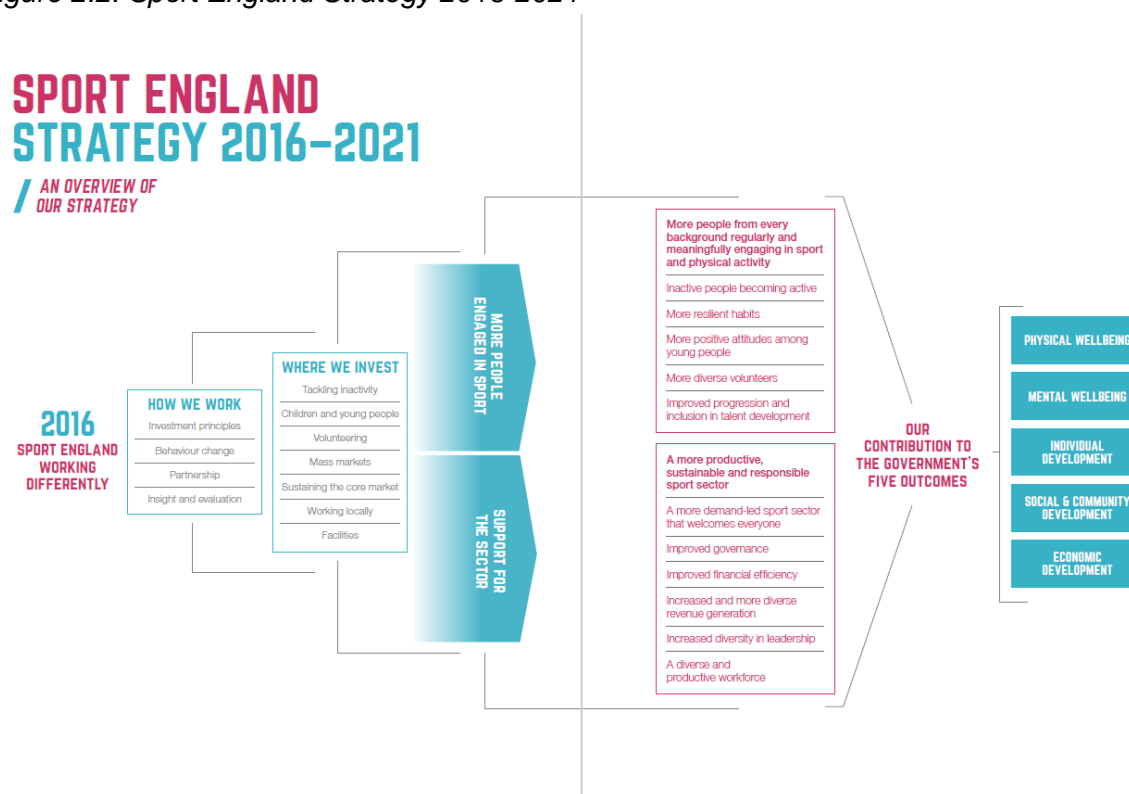 Sport England Strategy 2016-2021
SPORT ENGLAND
STRATEGY 2016–2021
/ AN OVERVIEW OF
OUR STRATEGY
2016
SPORT ENGLAND
WORKING
DIFFERENTLY
HOW WE WORK
Investment principles
Behaviour change
Partnership
Insight and evaluation
WHERE WE INVEST
Tackling inactivity
Children and young people
Volunteering
Mass markets
Sustaining the core market
Working locally
Facilities
MORE PEOPLE
ENGAGED IN SPORT
SUPPORT FOR
THE SECTOR
More people from every
background regularly and
meaningfully engaging in sport
and physical activity
Inactive people becoming active
More resilient habits
More positive attitudes among
young people
More diverse volunteers
Improved progression and
inclusion in talent development
A more productive,
sustainable and responsible
sport sector
A more demand-led sport sector
that welcomes everyone
Improved governance
Improved financial efficiency
Increased and more diverse
revenue generation
Increased diversity in leadership
A diverse and
productive workforce
OUR
CONTRIBUTION TO
THE GOVERNMENT'S
FIVE OUTCOMES
PHYSICAL WELLBEING
MENTAL WELLBEING
INDIVIDUAL
DEVELOPMENT
SOCIAL & COMMUNITY
DEVELOPMENT
ECONOMIC
DEVELOPMENT